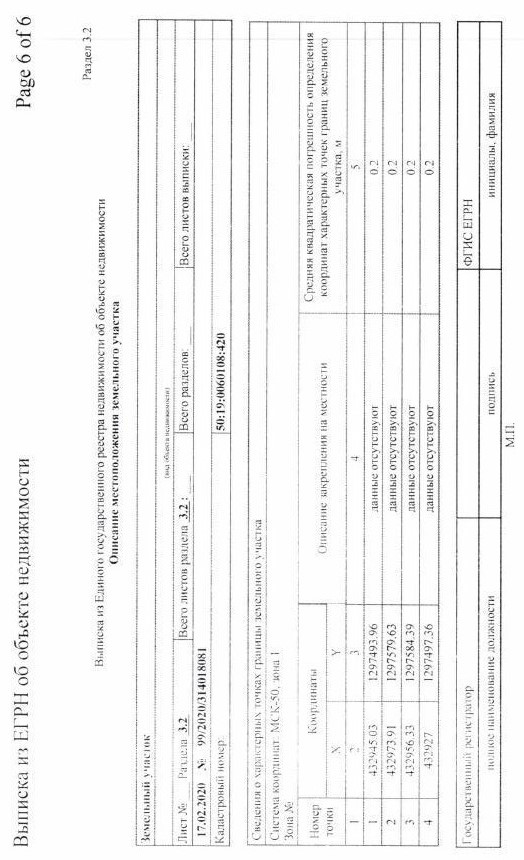 Выписка из ЕГРН об объекте недвижимости Page 6 of 6
Раздел 3.2
Выписка из Единого государственного реестра недвижимости об объекте недвижимости
Описание местоположения земельного участка
Земельный участок
(вид объекта недвижимости)
Лист № Раздела 3.2 Всего листов раздела 3.2 : Всего разделов: Всего листов выписки:
17.02.2020 № 99/2020/314018081
Кадастровый номер 50:19:0060108:420
Сведения о характерных точках границы земельного участка
Система координат МСК-50, зона 1
Зона №
Номер точки Координаты Описание закрепления на местности Средняя квадратическая погрешность определения координат характерных точек границ земельного участка, м
X Y
1 2 3 4 5
1 432945.03 1297493.96 данные отсутствуют 0.2
2 432973.91 1297579.63 данные отсутствуют 0.2
3 432956.33 1297584.39 данные отсутствуют 0.2
4 432927 1297497.36 данные отсутствуют 0.2
Государственный регистратор ФГИС ЕГРН
полное наименование должности подпись инициалы, фамилия
М.П.